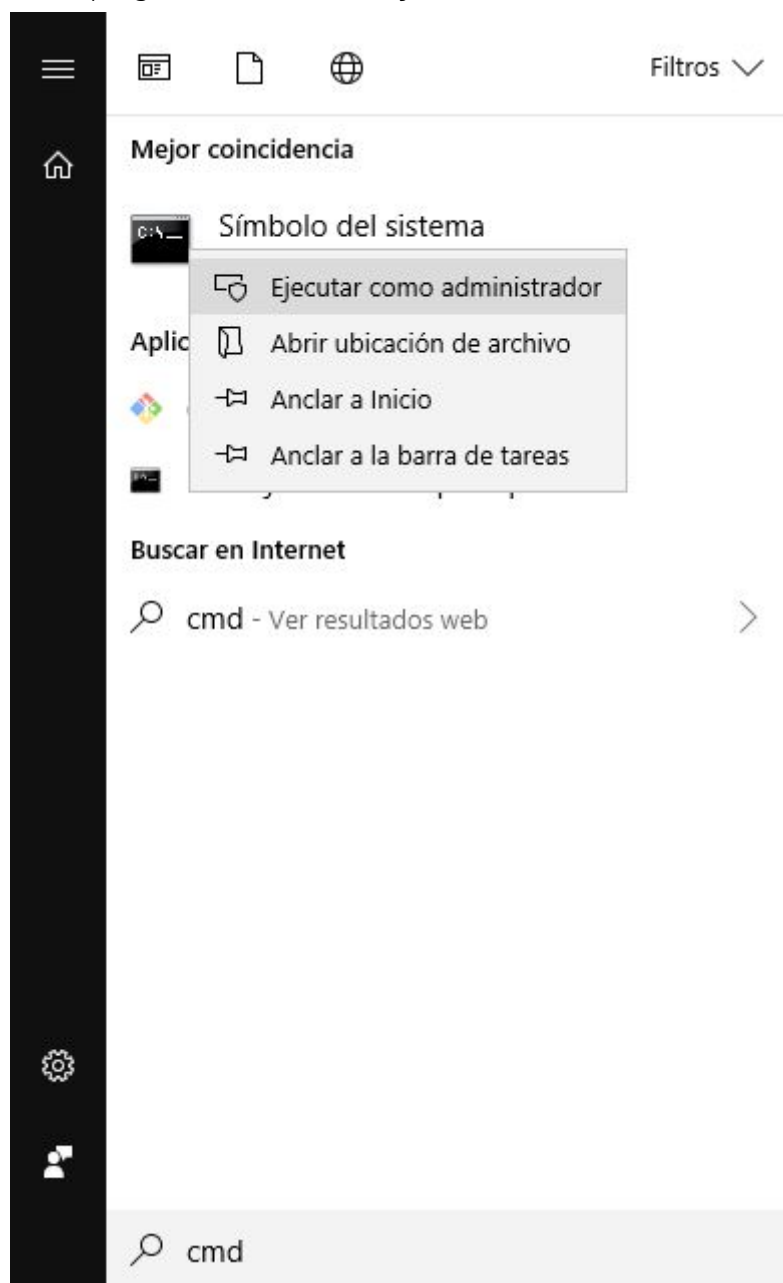 Filtros
Mejor coincidencia
C:\
Símbolo del sistema
Ejecutar como administrador
Aplic
Abrir ubicación de archivo
Anclar a Inicio
Anclar a la barra de tareas
Buscar en Internet
cmd - Ver resultados web
cmd